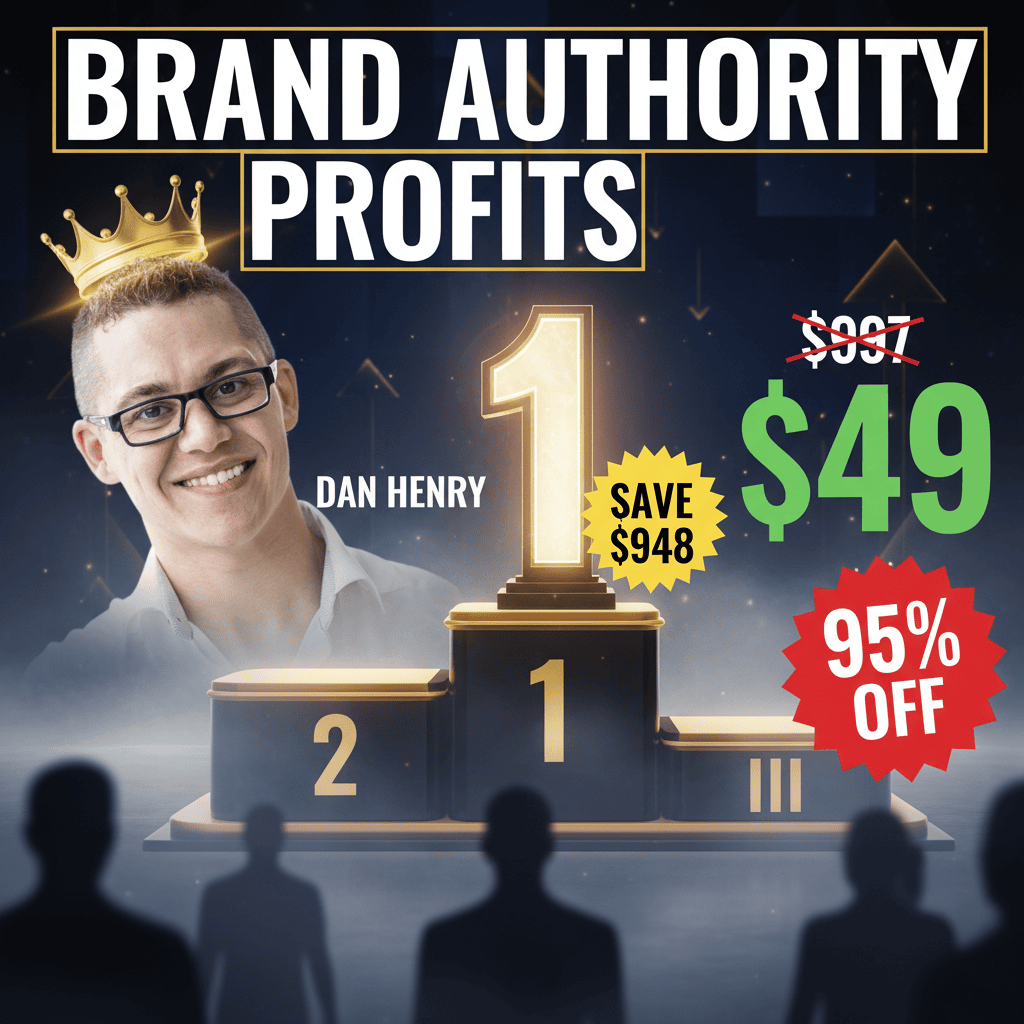 BRAND AUTHORITY
PROFITS
$997
$49
DAN HENRY
SAVE
$948
95%
OFF
1
2
1
III